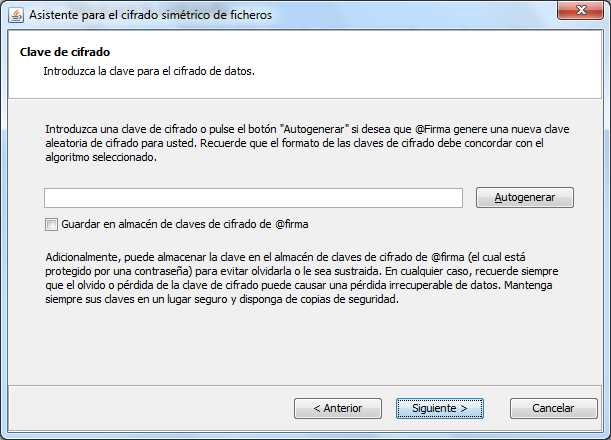 Asistente para el cifrado simétrico de ficheros
Clave de cifrado
Introduzca la clave para el cifrado de datos.
Introduzca una clave de cifrado o pulse el botón "Autogenerar" si desea que @Firma genere una nueva clave
aleatoria de cifrado para usted. Recuerde que el formato de las claves de cifrado debe concordar con el
algoritmo seleccionado.
Autogenerar
Guardar en almacén de claves de cifrado de @firma
Adicionalmente, puede almacenar la clave en el almacén de claves de cifrado de @firma (el cual está
protegido por una contraseña) para evitar olvidarla o le sea sustraida. En cualquier caso, recuerde siempre
que el olvido o pérdida de la clave de cifrado puede causar una pérdida irrecuperable de datos. Mantenga
siempre sus claves en un lugar seguro y disponga de copias de seguridad.
< Anterior
Siguiente >
Cancelar